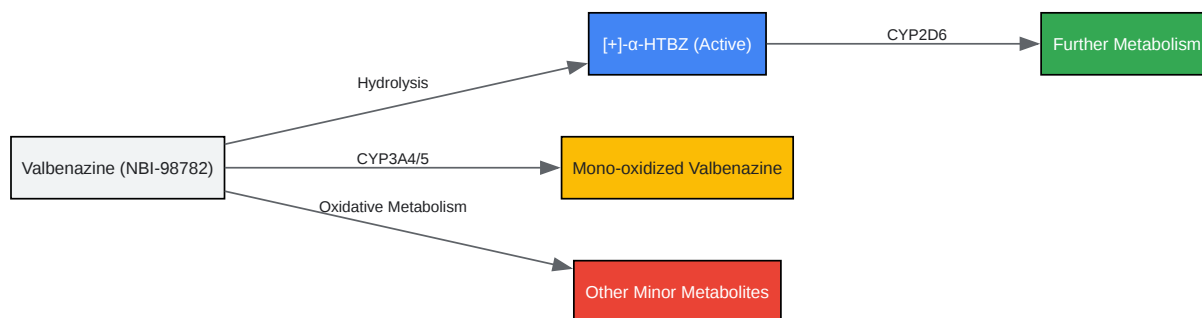 [+]-α-HTBZ (Active)
CYP2D6
Further Metabolism
Hydrolysis
Valbenazine (NBI-98782)
CYP3A4/5
Mono-oxidized Valbenazine
Oxidative Metabolism
Other Minor Metabolites